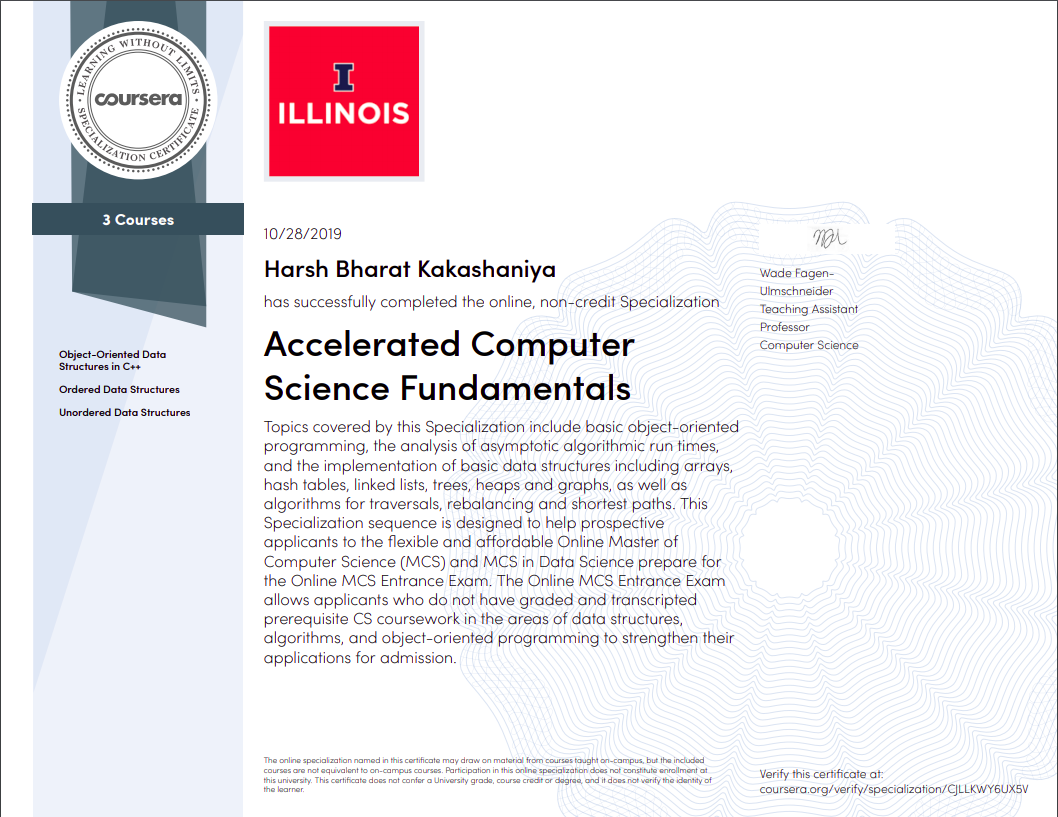 LEARNING WITHOUT LIMITS
coursera
SPECIALIZATION CERTIFICATE
3 Courses
Object-Oriented Data
Structures in C++
Ordered Data Structures
Unordered Data Structures
I
ILLINOIS
10/28/2019
Harsh Bharat Kakashaniya
has successfully completed the online, non-credit Specialization
Accelerated Computer
Science Fundamentals
Topics covered by this Specialization include basic object-oriented
programming, the analysis of asymptotic algorithmic run times,
and the implementation of basic data structures including arrays,
hash tables, linked lists, trees, heaps and graphs, as well as
algorithms for traversals, rebalancing and shortest paths. This
Specialization sequence is designed to help prospective
applicants to the flexible and affordable Online Master of
Computer Science (MCS) and MCS in Data Science prepare for
the Online MCS Entrance Exam. The Online MCS Entrance Exam
allows applicants who do not have graded and transcripted
prerequisite CS coursework in the areas of data structures,
algorithms, and object-oriented programming to strengthen their
applications for admission.
Wade Fagen-
Ulmschneider
Teaching Assistant
Professor
Computer Science
The online specialization named in this certificate may draw on material from courses taught on-campus, but the included
courses are not equivalent to on-campus courses. Participation in this online specialization does not constitute enrollment at
this university. This certificate does not confer a University grade, course credit or degree, and it does not verify the identity of
the learner.
Verify this certificate at:
coursera.org/verify/specialization/CJLLKWY6UX5V